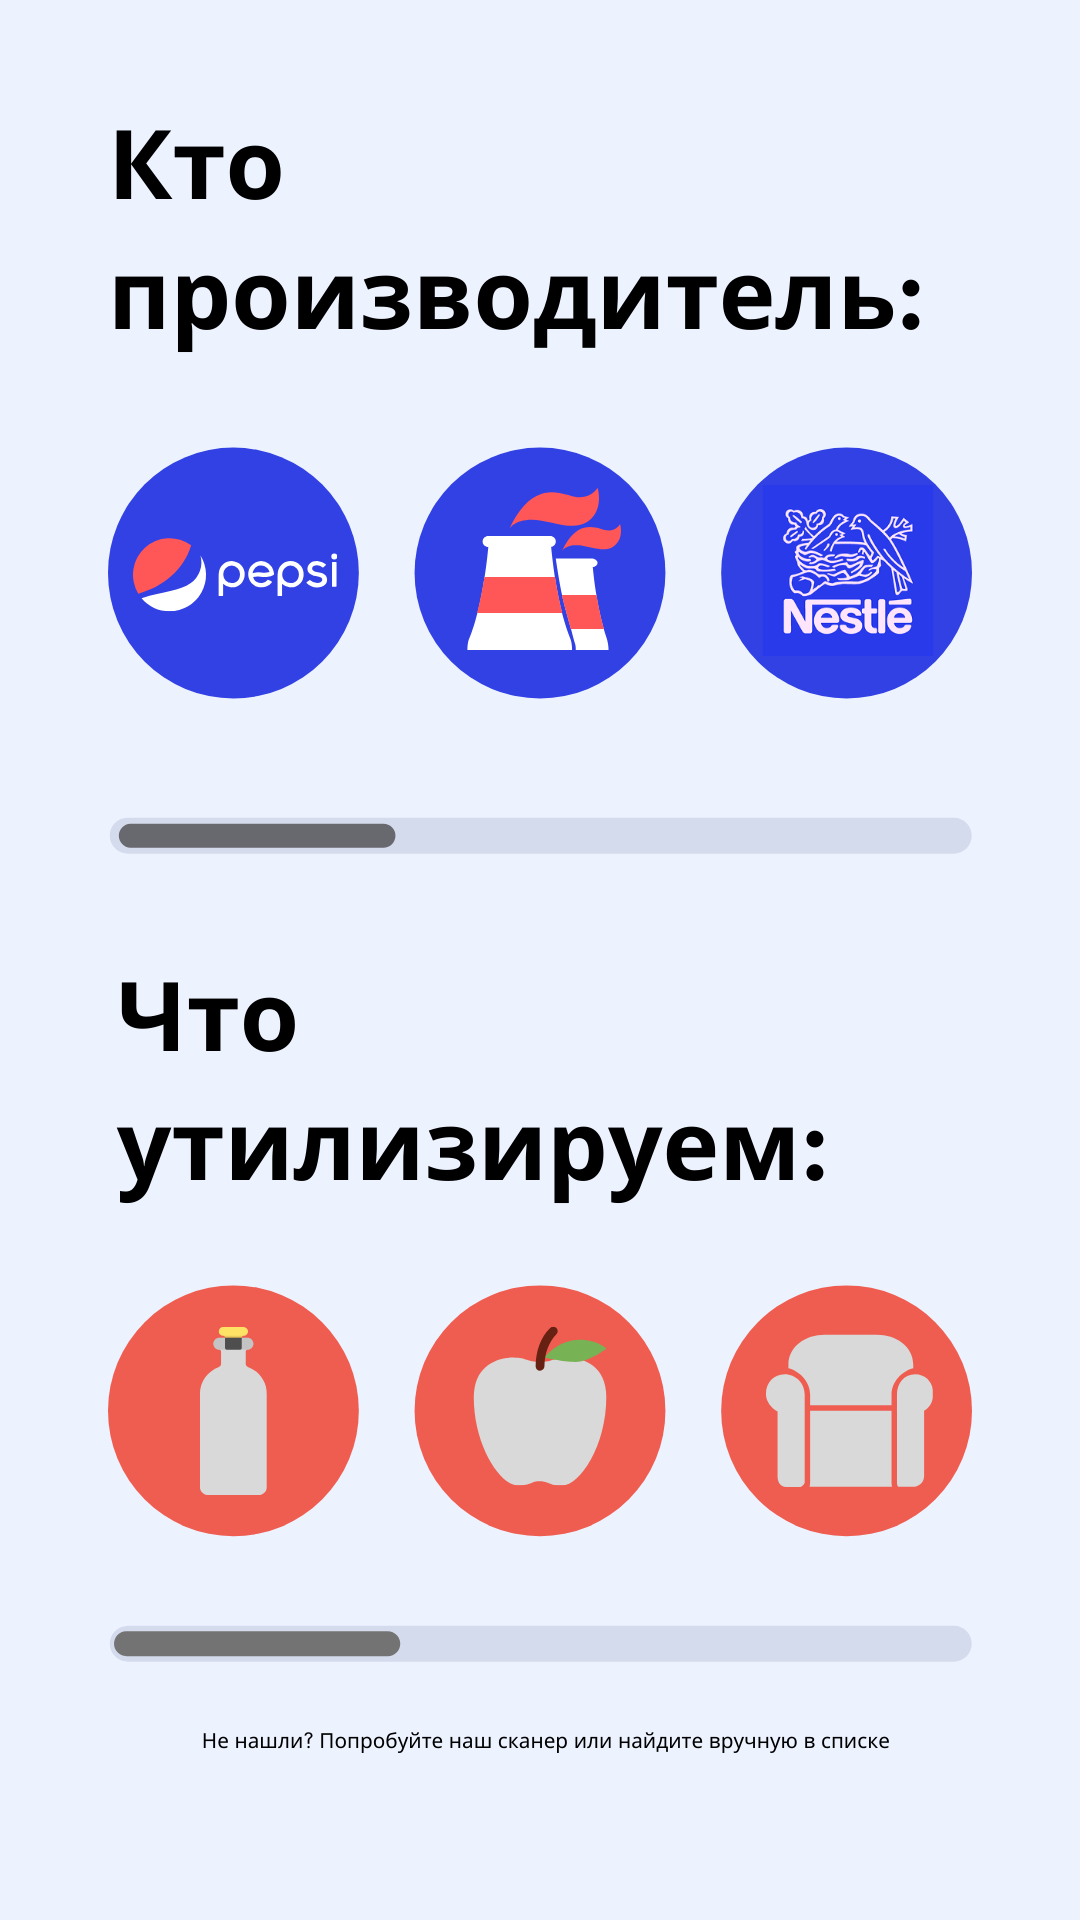 Кто
производитель:
pepsi
Nestlé
Что
утилизируем:
Не нашли? Попробуйте наш сканер или найдите вручную в списке